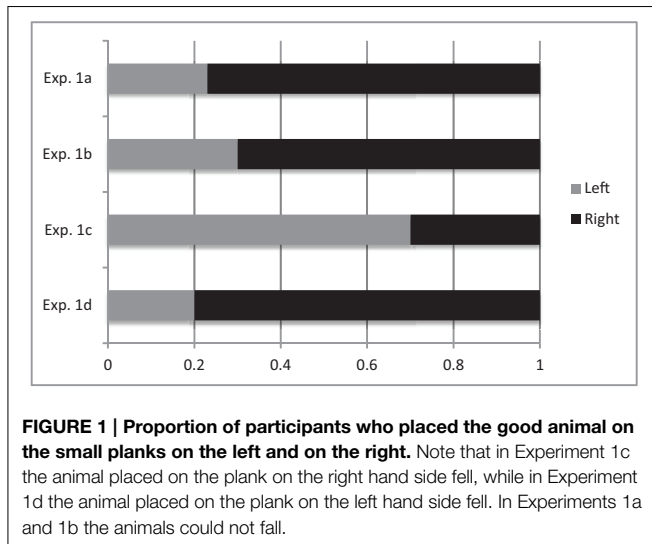 Exp. 1a
Exp. 1b
Exp. 1c
Exp. 1d
Left
Right
0 0.2 0.4 0.6 0.8 1
FIGURE 1 | Proportion of participants who placed the good animal on
the small planks on the left and on the right. Note that in Experiment 1c
the animal placed on the plank on the right hand side fell, while in Experiment
1d the animal placed on the plank on the left hand side fell. In Experiments 1a
and 1b the animals could not fall.